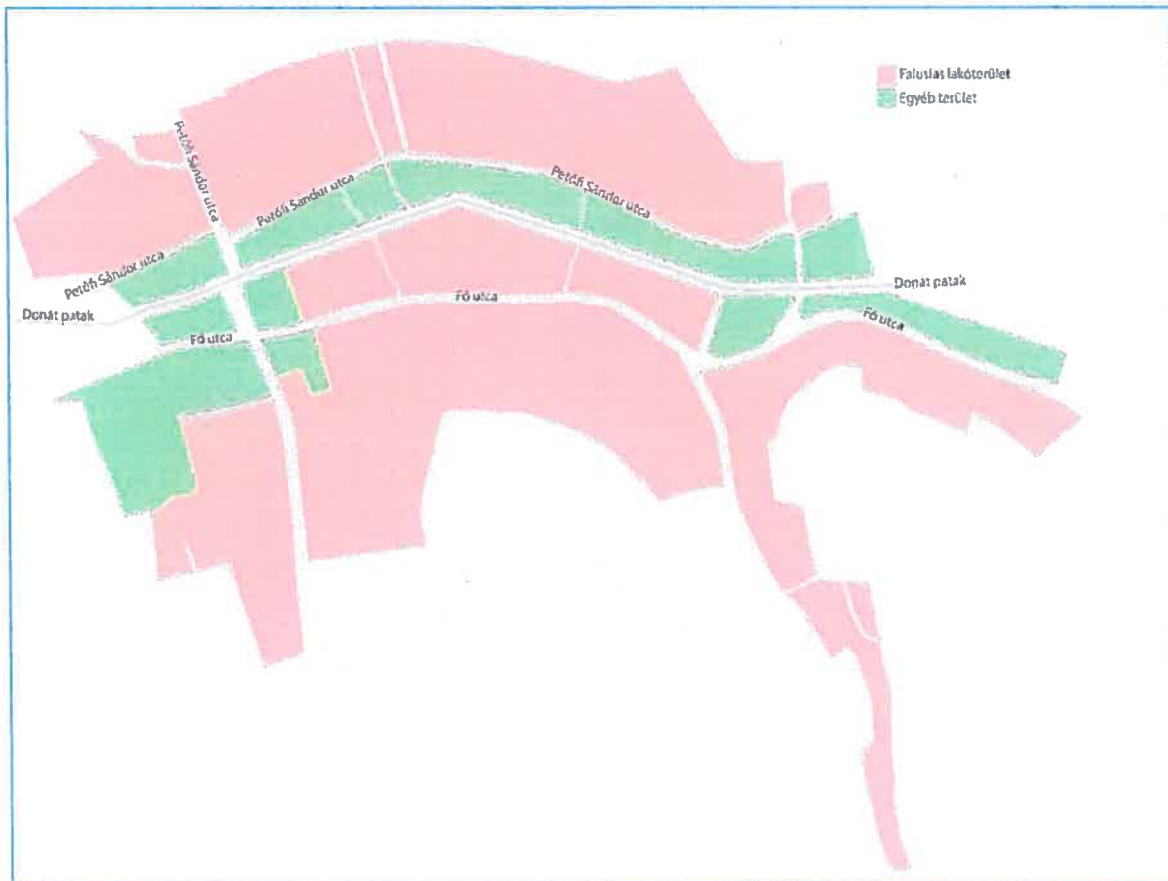 Falusias lakóterület
Egyéb terület
Petőfi Sándor utca
Petőfi Sándor utca
Petőfi Sándor utca
Petőfi Sándor utca
Donát patak
Donát patak
Fő utca
Fő utca
Fő utca